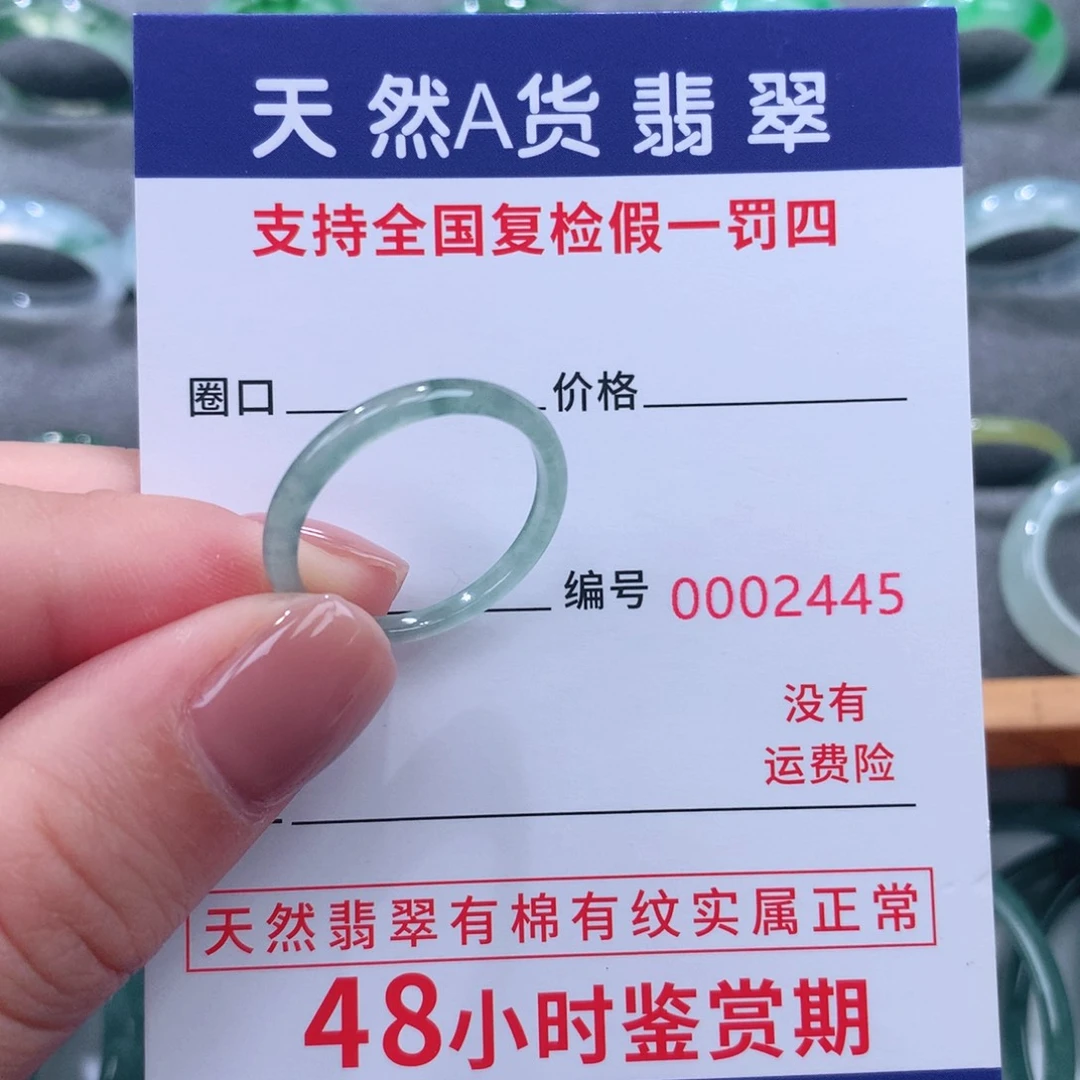 天然A货翡翠
支持全国复检假一罚四
圈口 价格
编号 0002445
没有
运费险
天然翡翠有棉有纹实属正常
48小时鉴赏期